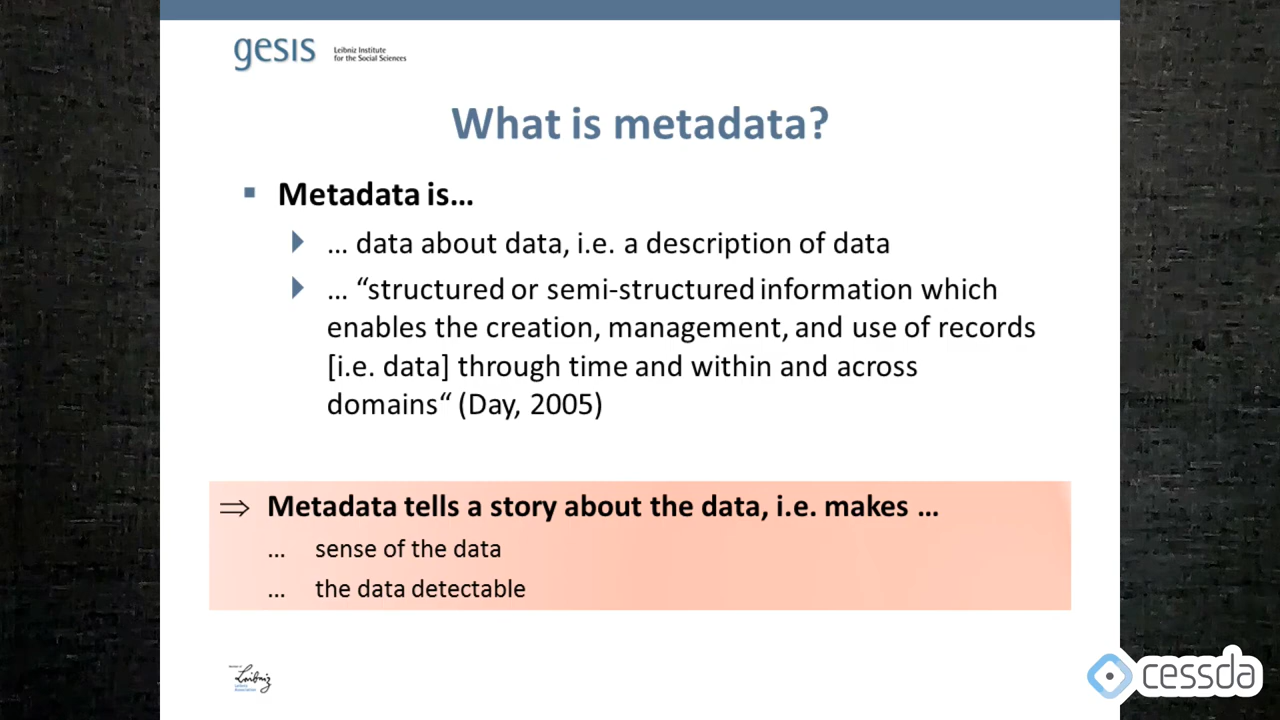 gesis
Leibniz Institute
for the Social Sciences
What is metadata?
▪ Metadata is...
... data about data, i.e. a description of data
... “structured or semi-structured information which
enables the creation, management, and use of records
[i.e. data] through time and within and across
domains“ (Day, 2005)
⇒ Metadata tells a story about the data, i.e. makes ...
... sense of the data
... the data detectable
Leibniz
cessda